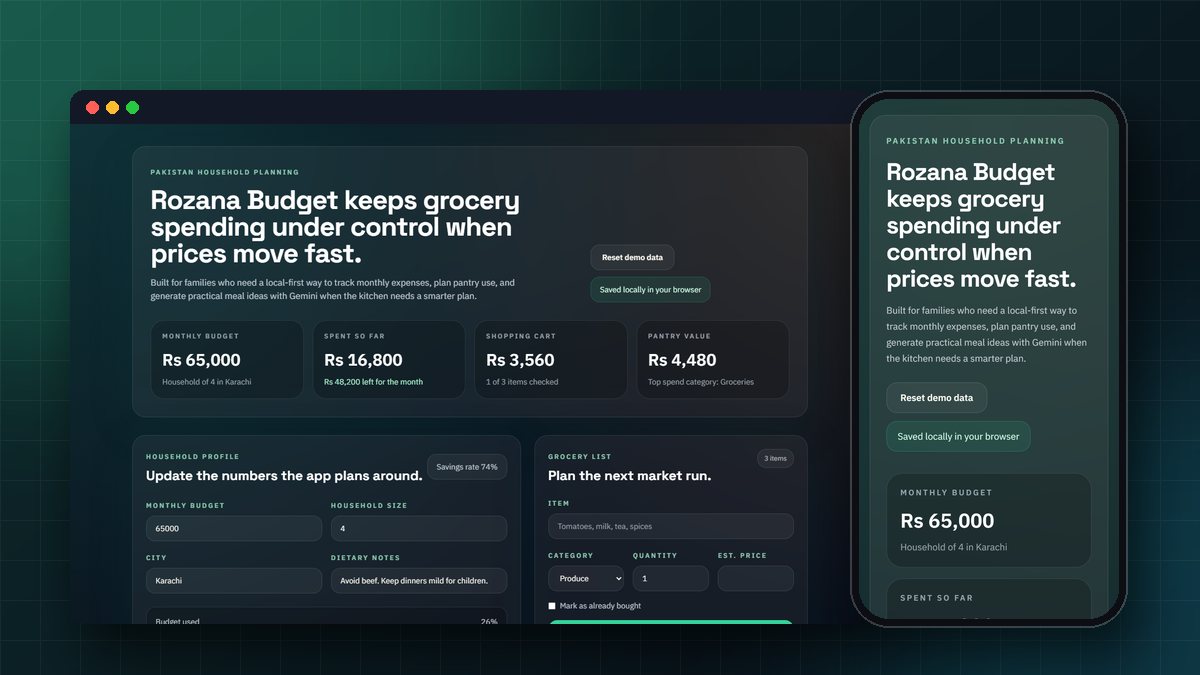 PAKISTAN HOUSEHOLD PLANNING
Rozana Budget keeps grocery
spending under control when
prices move fast.
Built for families who need a local-first way to track monthly expenses, plan pantry use, and
generate practical meal ideas with Gemini when the kitchen needs a smarter plan.
Reset demo data
Saved locally in your browser
MONTHLY BUDGET
Rs 65,000
Household of 4 in Karachi
SPENT SO FAR
Rs 16,800
Rs 48,200 left for the month
SHOPPING CART
Rs 3,560
1 of 3 items checked
PANTRY VALUE
Rs 4,480
Top spend category: Groceries
HOUSEHOLD PROFILE
Update the numbers the app plans around.
Savings rate 74%
MONTHLY BUDGET
65000
HOUSEHOLD SIZE
4
CITY
Karachi
DIETARY NOTES
Avoid beef. Keep dinners mild for children.
Budget used
26%
GROCERY LIST
Plan the next market run.
3 items
ITEM
Tomatoes, milk, tea, spices
CATEGORY
Produce
QUANTITY
1
EST. PRICE
Mark as already bought
PAKISTAN HOUSEHOLD PLANNING
Rozana Budget
keeps grocery
spending under
control when
prices move fast.
Built for families who need a local-first way to
track monthly expenses, plan pantry use, and
generate practical meal ideas with Gemini when
the kitchen needs a smarter plan.
Reset demo data
Saved locally in your browser
MONTHLY BUDGET
Rs 65,000
Household of 4 in Karachi
SPENT SO FAR